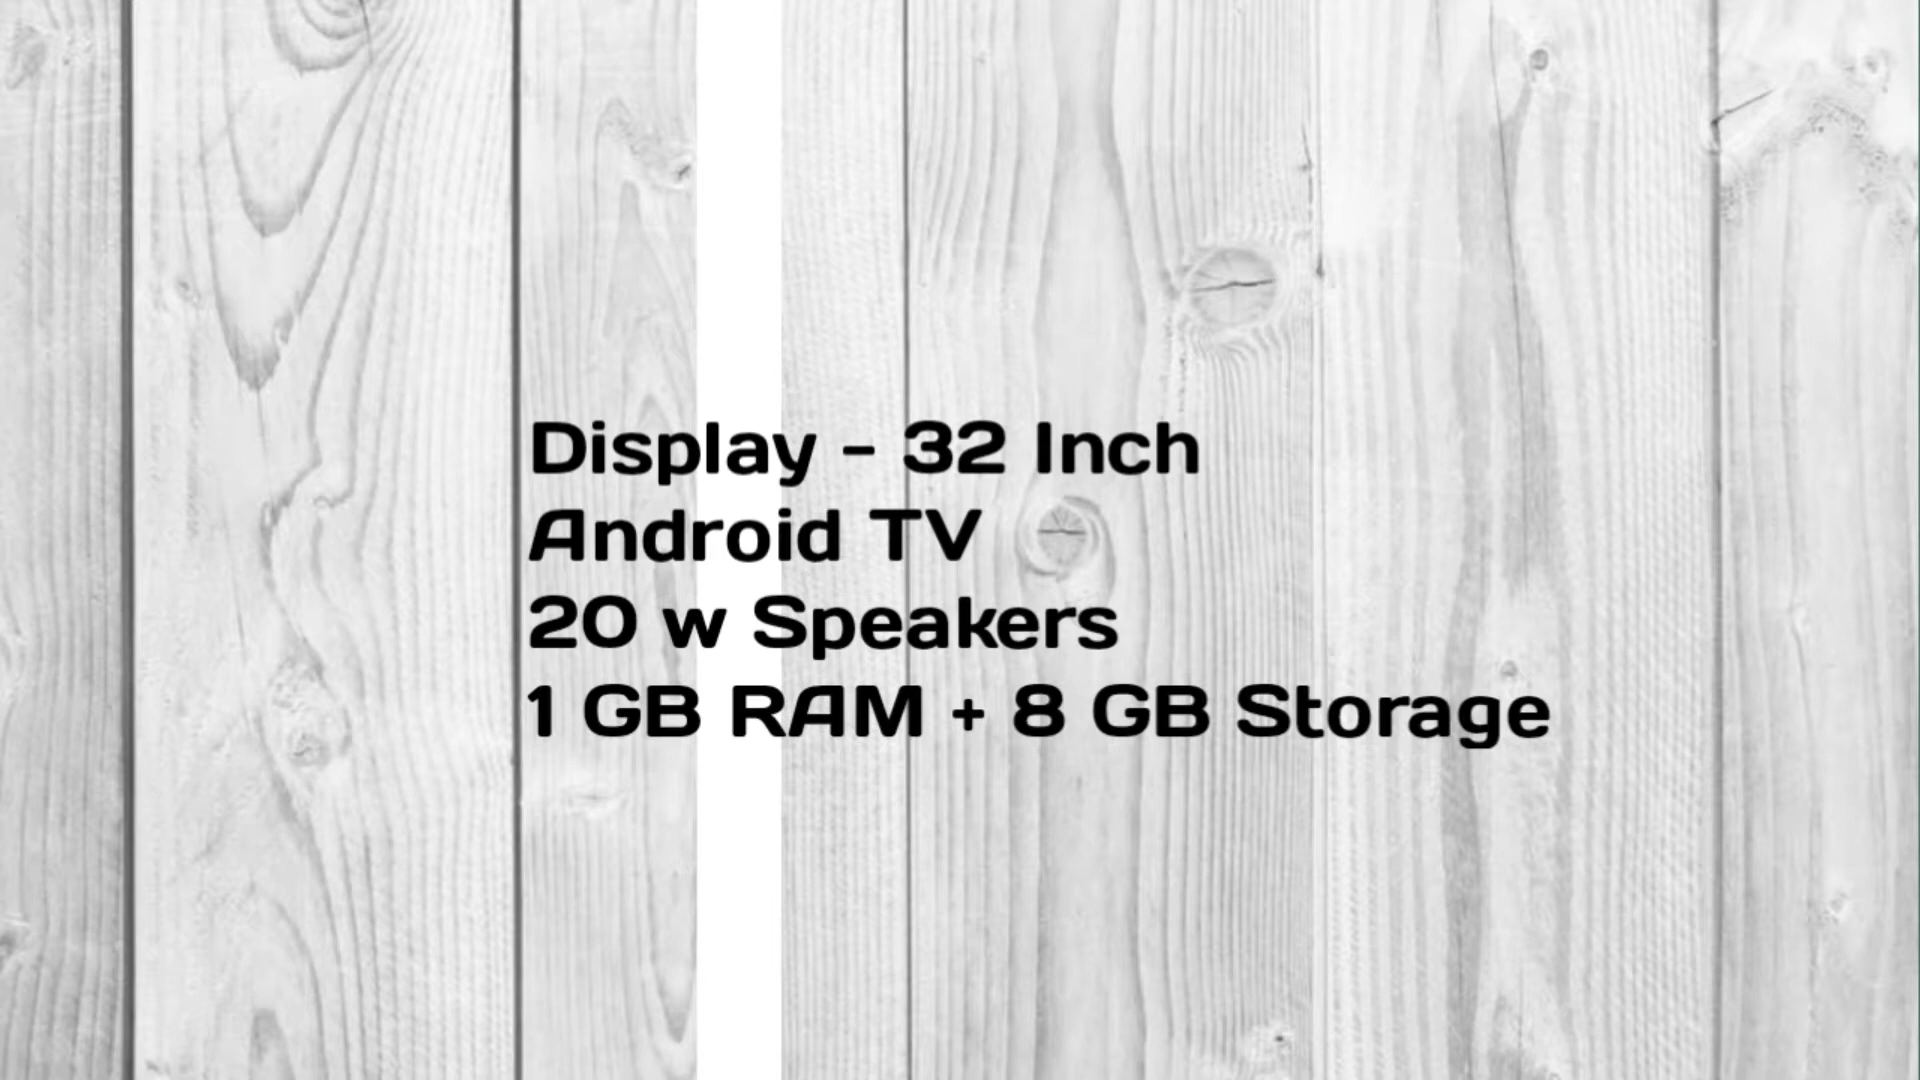 Display - 32 Inch
Android TV
20 w Speakers
1 GB RAM + 8 GB Storage